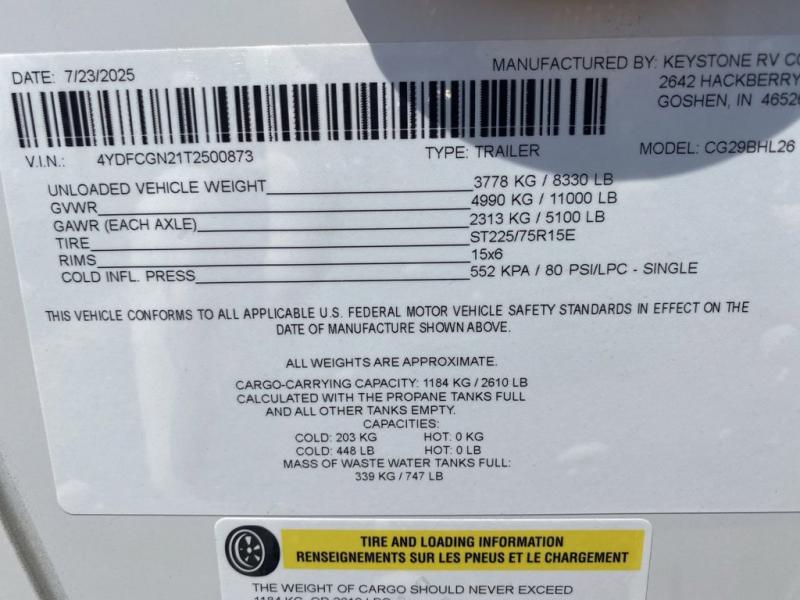 DATE: 7/23/2025
MANUFACTURED BY: KEYSTONE RV CO
2642 HACKBERRY
GOSHEN, IN 46526
V.I.N.: 4YDFCGN21T2500873 TYPE: TRAILER MODEL: CG29BHL26
UNLOADED VEHICLE WEIGHT 3778 KG / 8330 LB
GVWR 4990 KG / 11000 LB
GAWR (EACH AXLE) 2313 KG / 5100 LB
TIRE ST225/75R15E
RIMS 15x6
COLD INFL. PRESS 552 KPA / 80 PSI/LPC - SINGLE
THIS VEHICLE CONFORMS TO ALL APPLICABLE U.S. FEDERAL MOTOR VEHICLE SAFETY STANDARDS IN EFFECT ON THE
DATE OF MANUFACTURE SHOWN ABOVE.
ALL WEIGHTS ARE APPROXIMATE.
CARGO-CARRYING CAPACITY: 1184 KG / 2610 LB
CALCULATED WITH THE PROPANE TANKS FULL
AND ALL OTHER TANKS EMPTY.
CAPACITIES:
COLD: 203 KG HOT: 0 KG
COLD: 448 LB HOT: 0 LB
MASS OF WASTE WATER TANKS FULL:
339 KG / 747 LB
TIRE AND LOADING INFORMATION
RENSEIGNEMENTS SUR LES PNEUS ET LE CHARGEMENT
THE WEIGHT OF CARGO SHOULD NEVER EXCEED